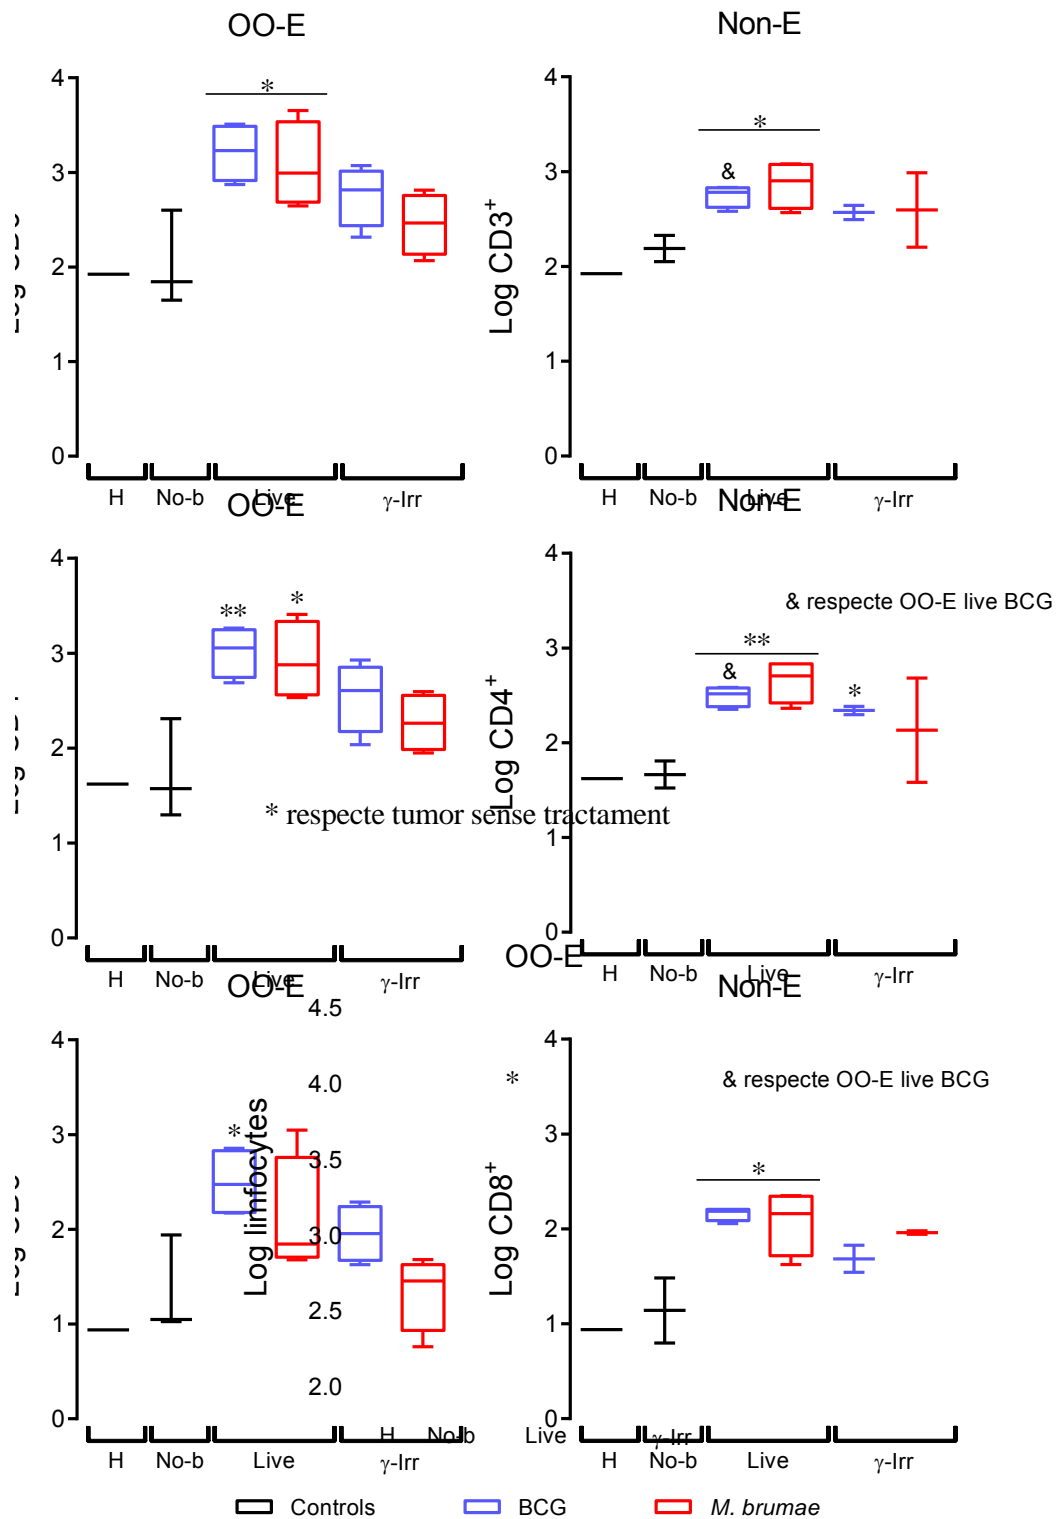 OO-E
Non-E
4
3
2
1
0
*
H
No-b
Live
γ-Irr
Log CD3+
4
3
2
1
0
*
&
H
No-b
Live
γ-Irr
OO-E
Non-E
4
3
2
1
0
**
*
H
No-b
Live
γ-Irr
Log CD4+
4
3
2
1
0
& respecte OO-E live BCG
**
&
*
H
No-b
Live
γ-Irr
* respecte tumor sense tractament
OO-E
OO-E
Non-E
4
3
2
1
0
*
H
No-b
Live
γ-Irr
Log limfocytes
4.5
4.0
3.5
3.0
2.5
2.0
*
H
No-b
Live
γ-Irr
Log CD8+
4
3
2
1
0
& respecte OO-E live BCG
*
H
No-b
Live
γ-Irr
Controls
BCG
M. brumae